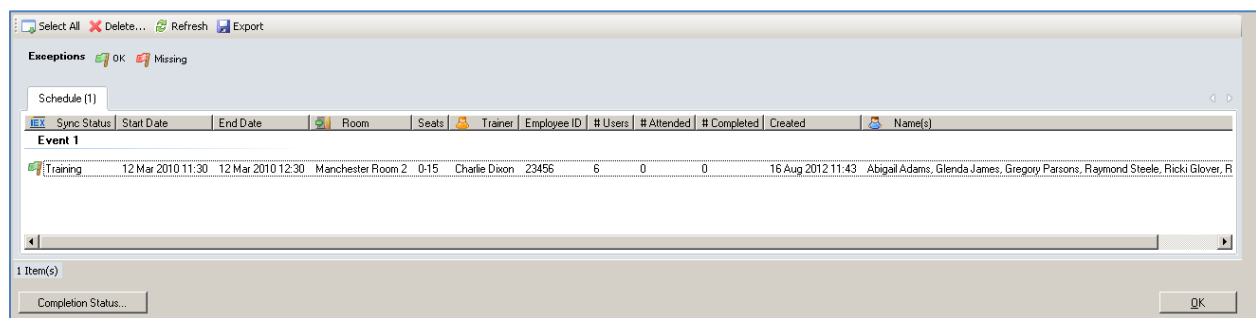 Select All Delete... Refresh Export
Exceptions OK Missing
Schedule (1)
IEX Sync Status Start Date End Date Room Seats Trainer Employee ID # Users # Attended # Completed Created Name(s)
Event 1
Training 12 Mar 2010 11:30 12 Mar 2010 12:30 Manchester Room 2 0-15 Charlie Dixon 23456 6 0 0 16 Aug 2012 11:43 Abigail Adams, Glenda James, Gregory Parsons, Raymond Steele, Ricki Glover, R
1 Item(s)
Completion Status... OK